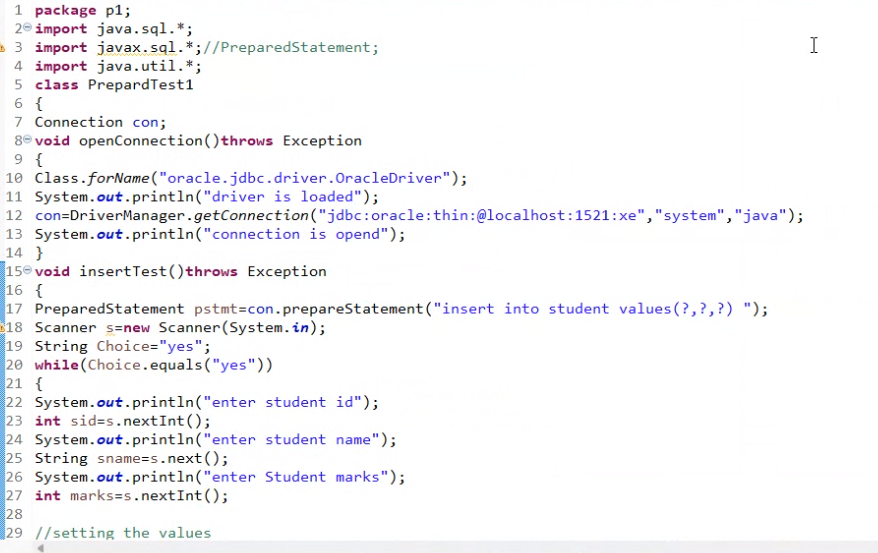 1 package p1;
2 import java.sql.*;
3 import javax.sql.*;//PreparedStatement;
4 import java.util.*;
5 class PrepardTest1
6 {
7 Connection con;
8 void openConnection()throws Exception
9 {
10 Class.forName("oracle.jdbc.driver.OracleDriver");
11 System.out.println("driver is loaded");
12 con=DriverManager.getConnection("jdbc:oracle:thin:@localhost:1521:xe","system","java");
13 System.out.println("connection is opend");
14 }
15 void insertTest()throws Exception
16 {
17 PreparedStatement pstmt=con.prepareStatement("insert into student values(?,?,?) ");
18 Scanner s=new Scanner(System.in);
19 String Choice="yes";
20 while(Choice.equals("yes"))
21 {
22 System.out.println("enter student id");
23 int sid=s.nextInt();
24 System.out.println("enter student name");
25 String sname=s.next();
26 System.out.println("enter Student marks");
27 int marks=s.nextInt();
28
29 //setting the values